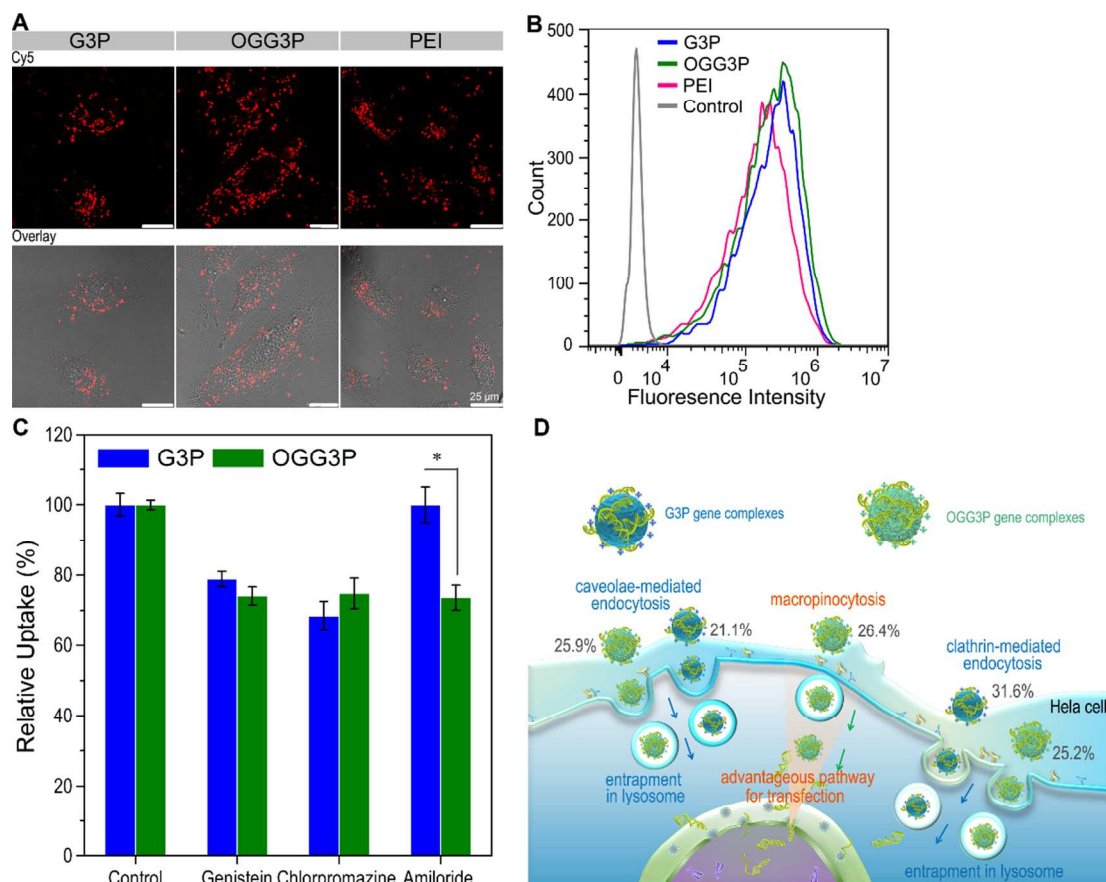 A
G3P OGG3P PEI
Cy5
Overlay
25 μm
B
500
400
300
200
100
0
Count
G3P
OGG3P
PEI
Control
0 10^4 10^5 10^6 10^7
Fluoresence Intensity
C
120
100
80
60
40
20
0
Relative Uptake (%)
G3P OGG3P
*
Control Genistein Chlorpromazine Amiloride
D
G3P gene complexes
OGG3P gene complexes
caveolae-mediated
endocytosis
macropinocytosis
25.9%
21.1%
26.4%
clathrin-mediated
endocytosis
31.6%
Hela cell
25.2%
entrapment
in lysosome
advantageous pathway
for transfection
entrapment in lysosome